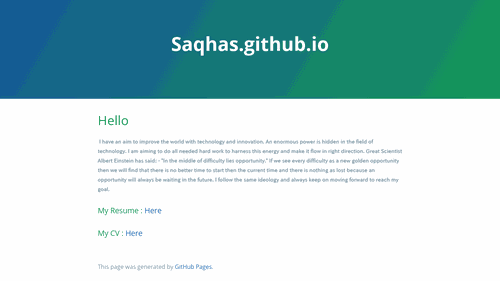 Saqhas.github.io
Hello
I have an aim to improve the world with technology and innovation. An enormous power is hidden in the field of
technology, I am aiming to do all needed hard work to harness this energy and make it flow in right direction. Great Scientist
Albert Einstein has said: - "In the middle of difficulty lies opportunity." If we see every difficulty as a new golden opportunity
then we will find that there is no better time to start then the current time and there is nothing as lost because an
opportunity will always be waiting in the future. I follow the same ideology and always keep on moving forward to reach my
goal.
My Resume : Here
My CV : Here
This page was generated by GitHub Pages.